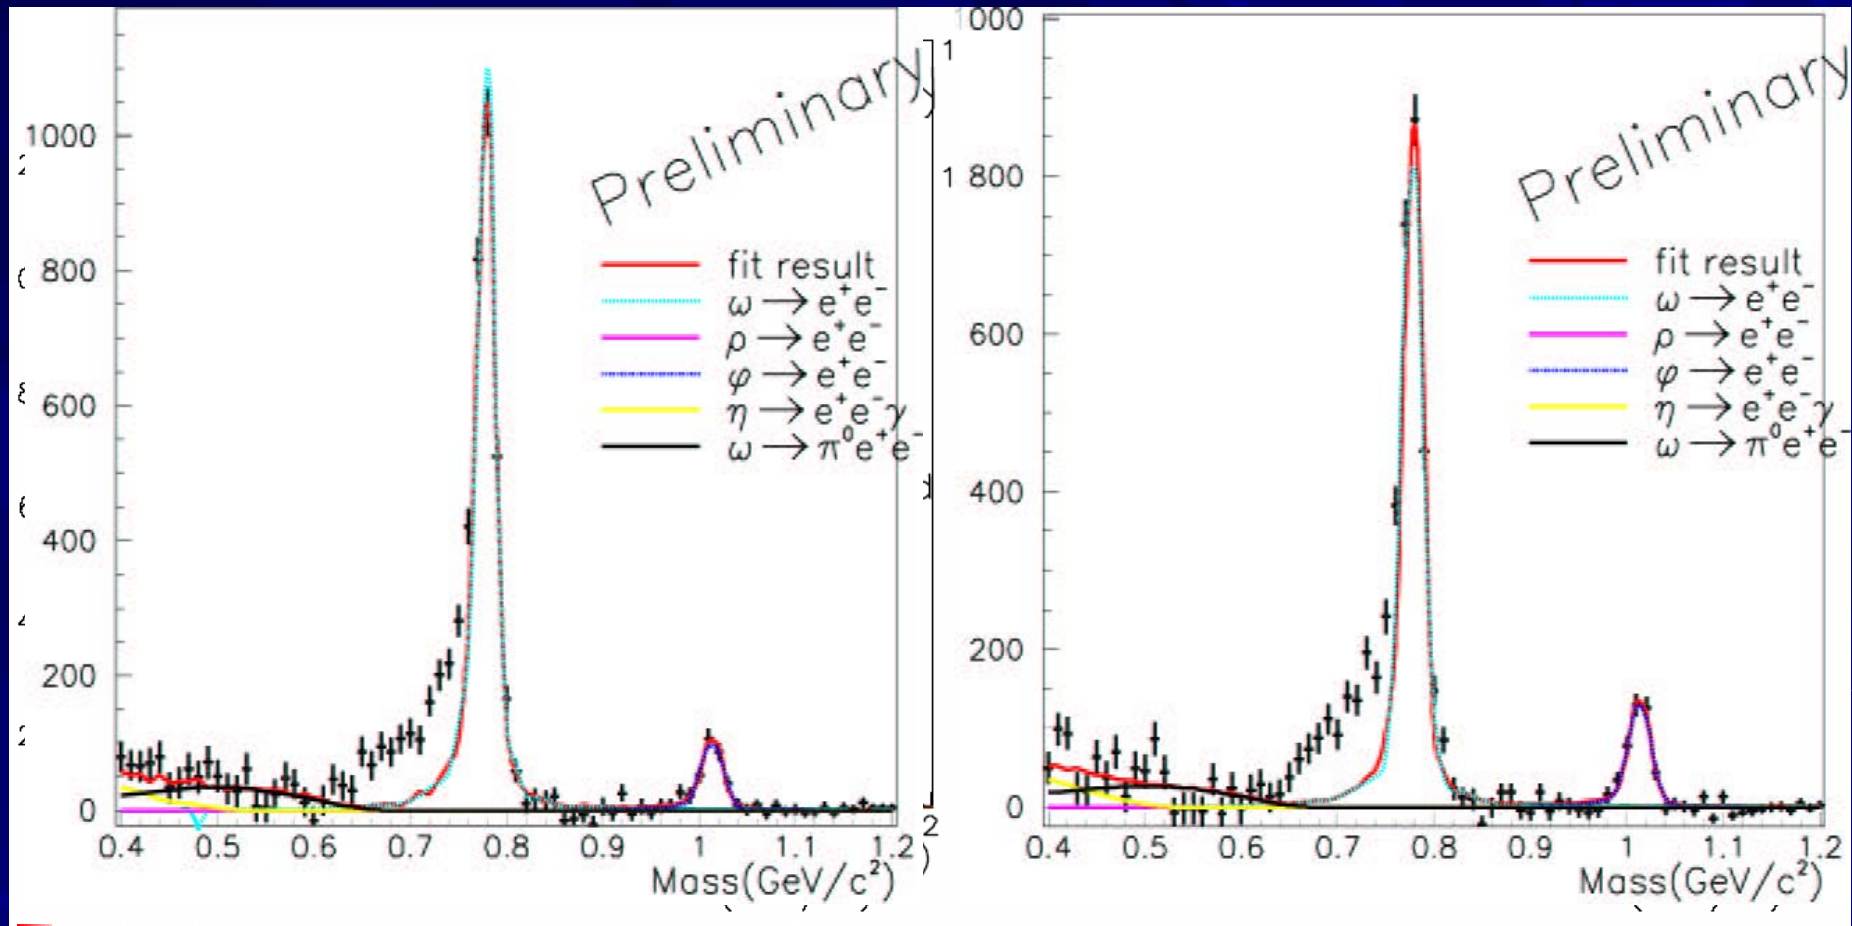 Preliminary
1000
800
600
400
200
0
fit result
ω → e⁺e⁻
ρ → e⁺e⁻
φ → e⁺e⁻
η → e⁺e⁻γ
ω → π⁰e⁺e⁻
0.4 0.5 0.6 0.7 0.8 0.9 1 1.1 1.2
Mass(GeV/c²)
Preliminary
1000
800
600
400
200
0
fit result
ω → e⁺e⁻
ρ → e⁺e⁻
φ → e⁺e⁻
η → e⁺e⁻γ
ω → π⁰e⁺e⁻
0.4 0.5 0.6 0.7 0.8 0.9 1 1.1 1.2
Mass(GeV/c²)